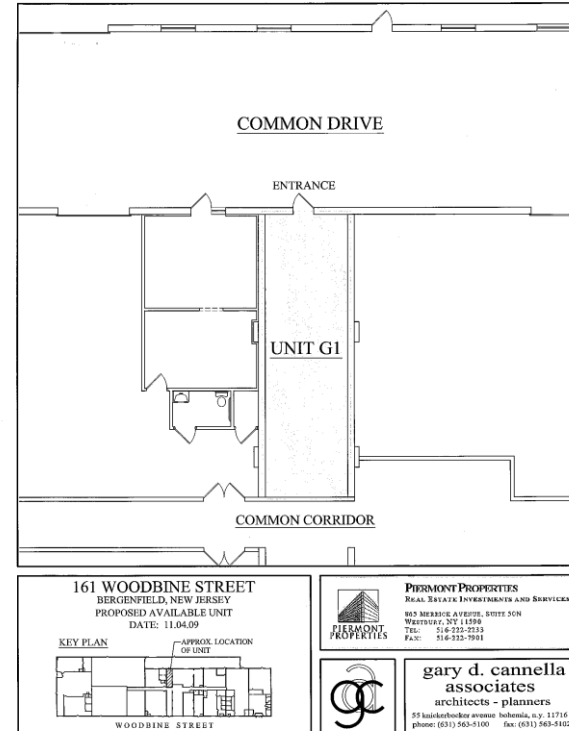 COMMON DRIVE
ENTRANCE
UNIT G1
COMMON CORRIDOR
161 WOODBINE STREET
BERGENFIELD, NEW JERSEY
PROPOSED AVAILABLE UNIT
DATE: 11.04.09
KEY PLAN
APPROX. LOCATION
OF UNIT
WOODBINE STREET
PIERMONT
PROPERTIES
PIERMONT PROPERTIES
REAL ESTATE INVESTMENTS AND SERVICES
865 MERRICK AVENUE, SUITE 50N
WESTBURY, NY 11590
TEL: 516-222-2233
FAX: 516-222-7901
gary d. cannella
associates
architects - planners
55 knickerbocker avenue bohemia, n.y. 11716
phone: (631) 563-5100 fax: (631) 563-5102